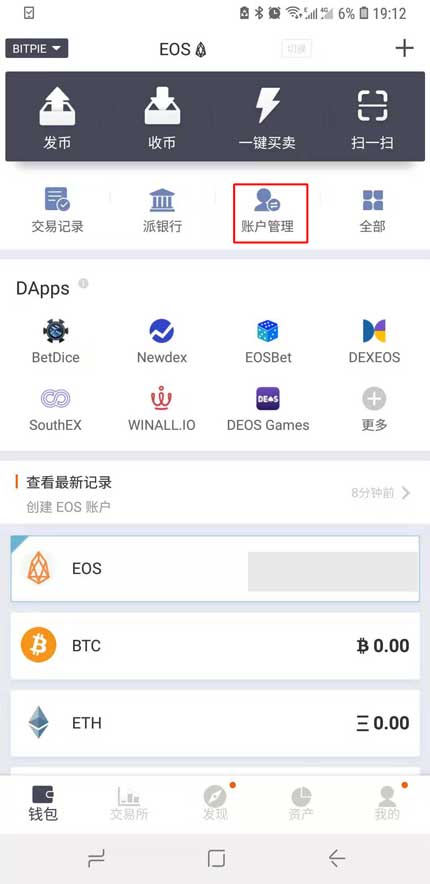 6% 19:12
BITPIE EOS 切换
发币 收币 一键买卖 扫一扫
交易记录 派银行 账户管理 全部
DApps
BetDice Newdex EOSBet DEXEOS
DEOS
SouthEX WINALL.IO DEOS Games 更多
查看最新记录
8分钟前
创建 EOS 账户
EOS
BTC 0.00
ETH 0.00
钱包 交易所 发现 资产 我的